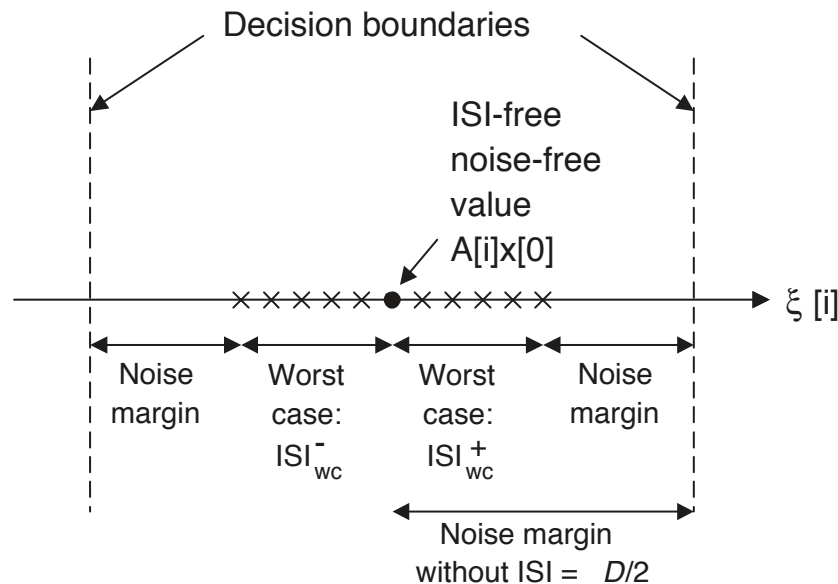 Decision boundaries
ISI-free
noise-free
value
A[i]x[0]
ξ [i]
Noise
margin
Worst
case:
ISI⁻wc
Worst
case:
ISI⁺wc
Noise
margin
Noise margin
without ISI = D/2